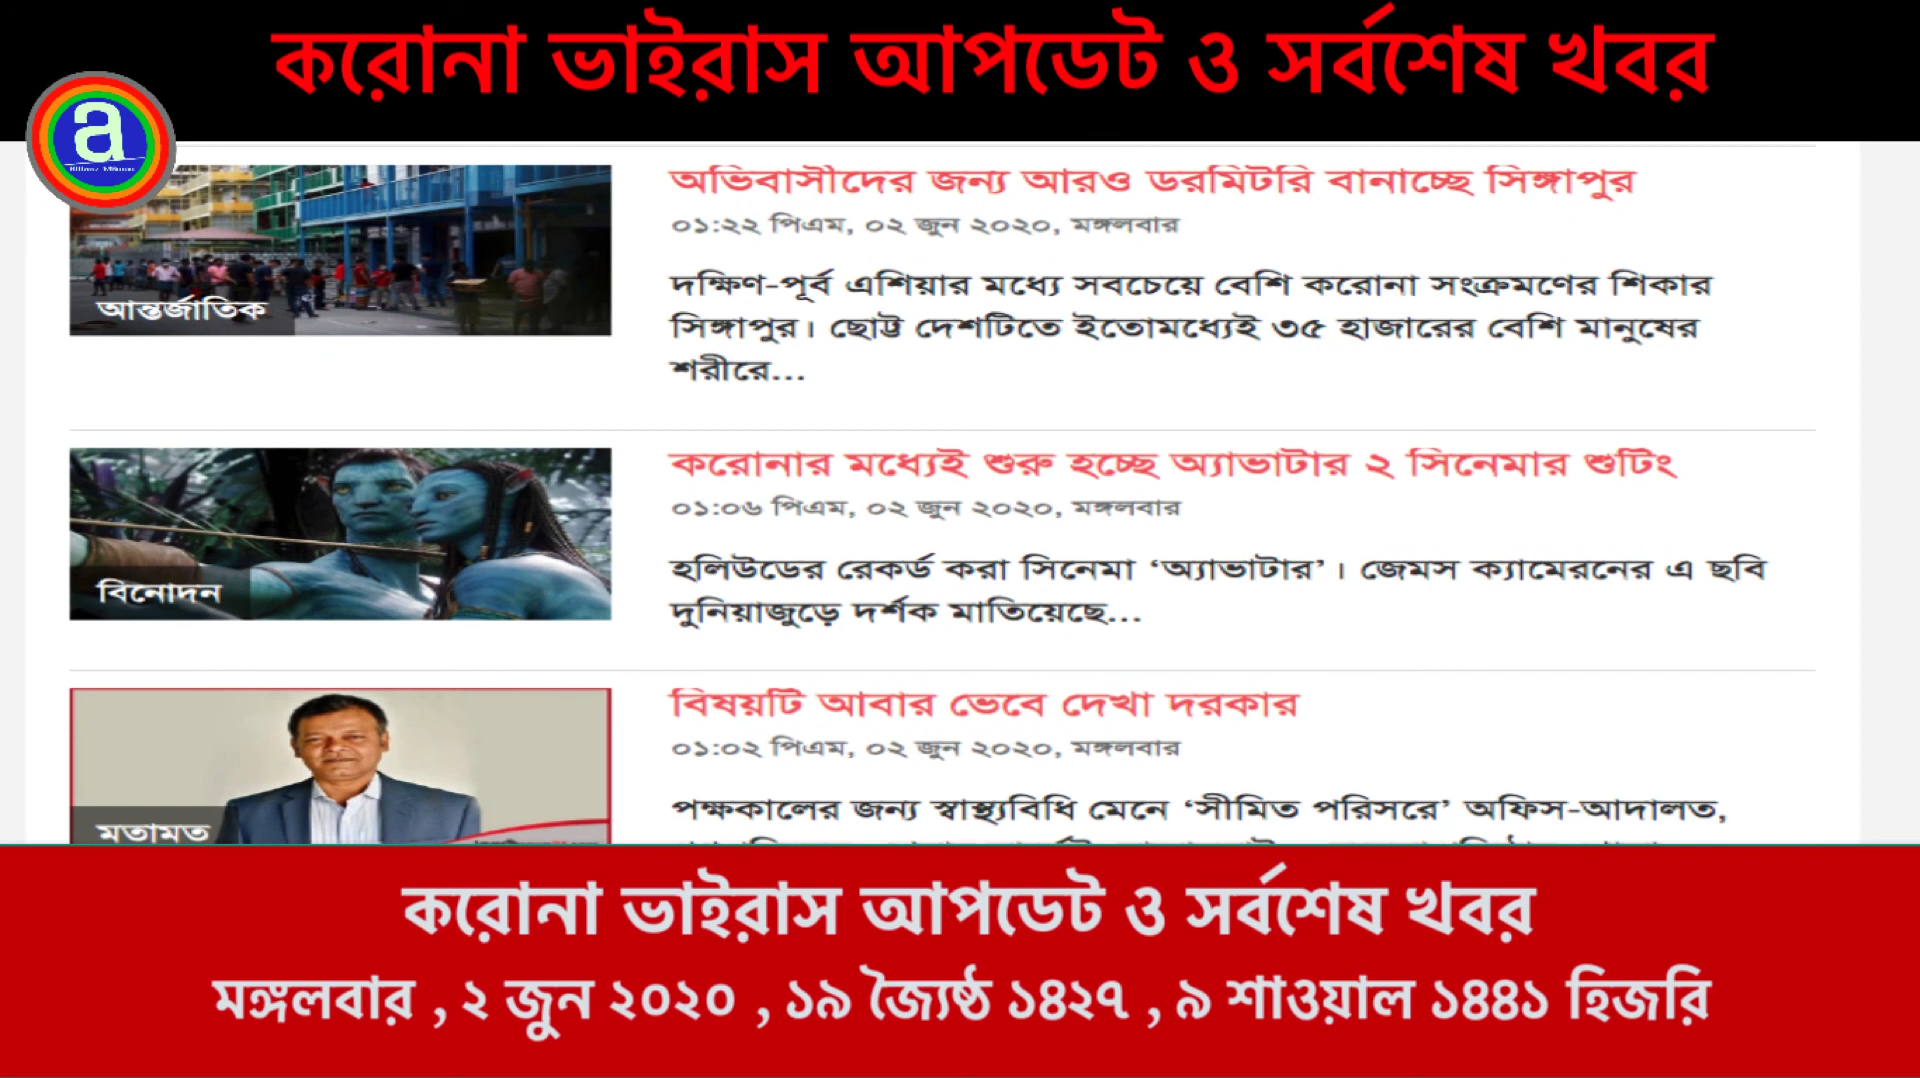 করোনা ভাইরাস আপডেট ও সর্বশেষ খবর
a
অভিবাসীদের জন্য আরও ডরমিটরি বানাচ্ছে সিঙ্গাপুর
০১:২২ পিএম, ০২ জুন ২০২০, মঙ্গলবার
আন্তর্জাতিক
দক্ষিণ-পূর্ব এশিয়ার মধ্যে সবচেয়ে বেশি করোনা সংক্রমণের শিকার
সিঙ্গাপুর। ছোট্ট দেশটিতে ইতোমধ্যেই ৩৫ হাজারের বেশি মানুষের
শরীরে...
করোনার মধ্যেই শুরু হচ্ছে অ্যাভাটার ২ সিনেমার শুটিং
০১:০৬ পিএম, ০২ জুন ২০২০, মঙ্গলবার
বিনোদন
হলিউডের রেকর্ড করা সিনেমা ‘অ্যাভাটার’। জেমস ক্যামেরনের এ ছবি
দুনিয়াজুড়ে দর্শক মাতিয়েছে...
বিষয়টি আবার ভেবে দেখা দরকার
০১:০২ পিএম, ০২ জুন ২০২০, মঙ্গলবার
মতামত
পক্ষকালের জন্য স্বাস্থ্যবিধি মেনে ‘সীমিত পরিসরে’ অফিস-আদালত,
করোনা ভাইরাস আপডেট ও সর্বশেষ খবর
মঙ্গলবার , ২ জুন ২০২০ , ১৯ জ্যৈষ্ঠ ১৪২৭ , ৯ শাওয়াল ১৪৪১ হিজরি